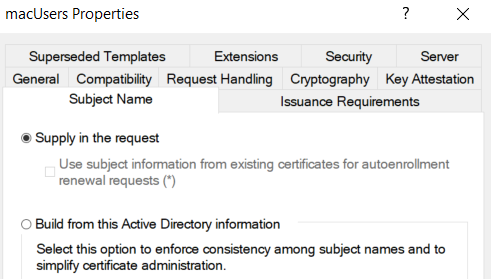 macUsers Properties
Superseded Templates Extensions Security Server
General Compatibility Request Handling Cryptography Key Attestation
Subject Name Issuance Requirements
Supply in the request
Use subject information from existing certificates for autoenrollment
renewal requests (*)
Build from this Active Directory information
Select this option to enforce consistency among subject names and to
simplify certificate administration.